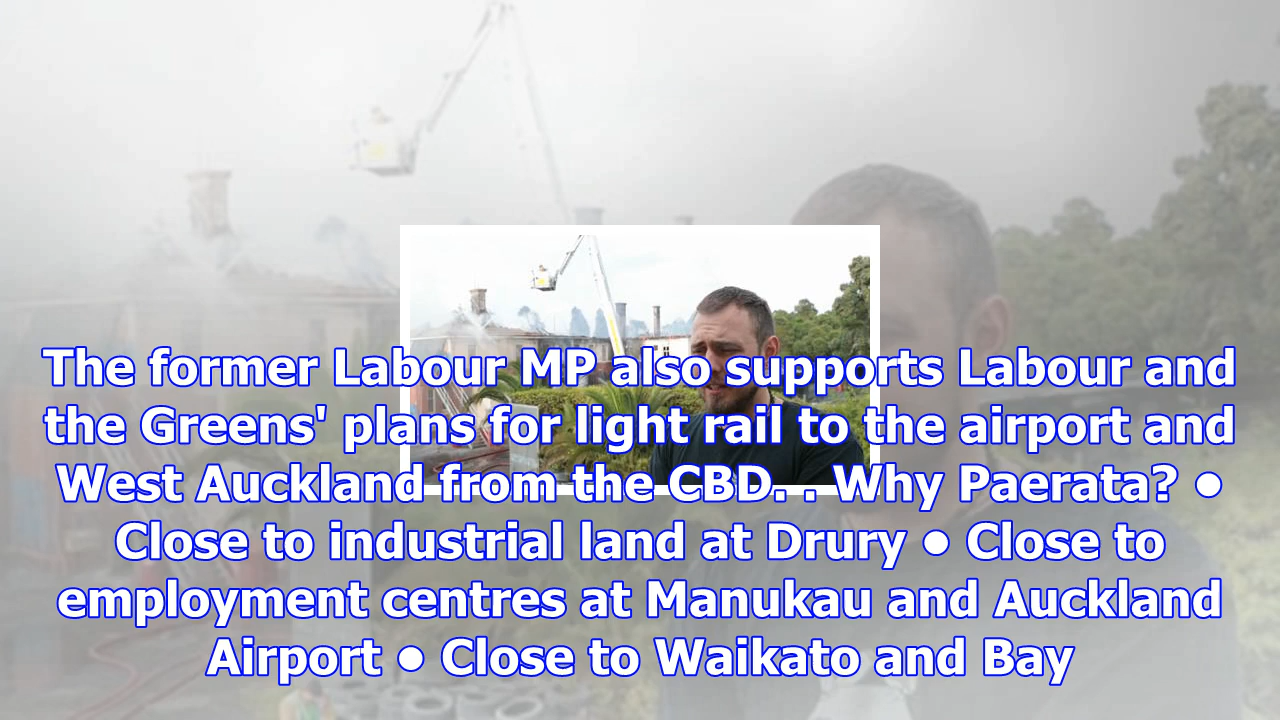 The former Labour MP also supports Labour and
the Greens' plans for light rail to the airport and
West Auckland from the CBD. . Why Paerata? •
Close to industrial land at Drury • Close to
employment centres at Manukau and Auckland
Airport • Close to Waikato and Bay